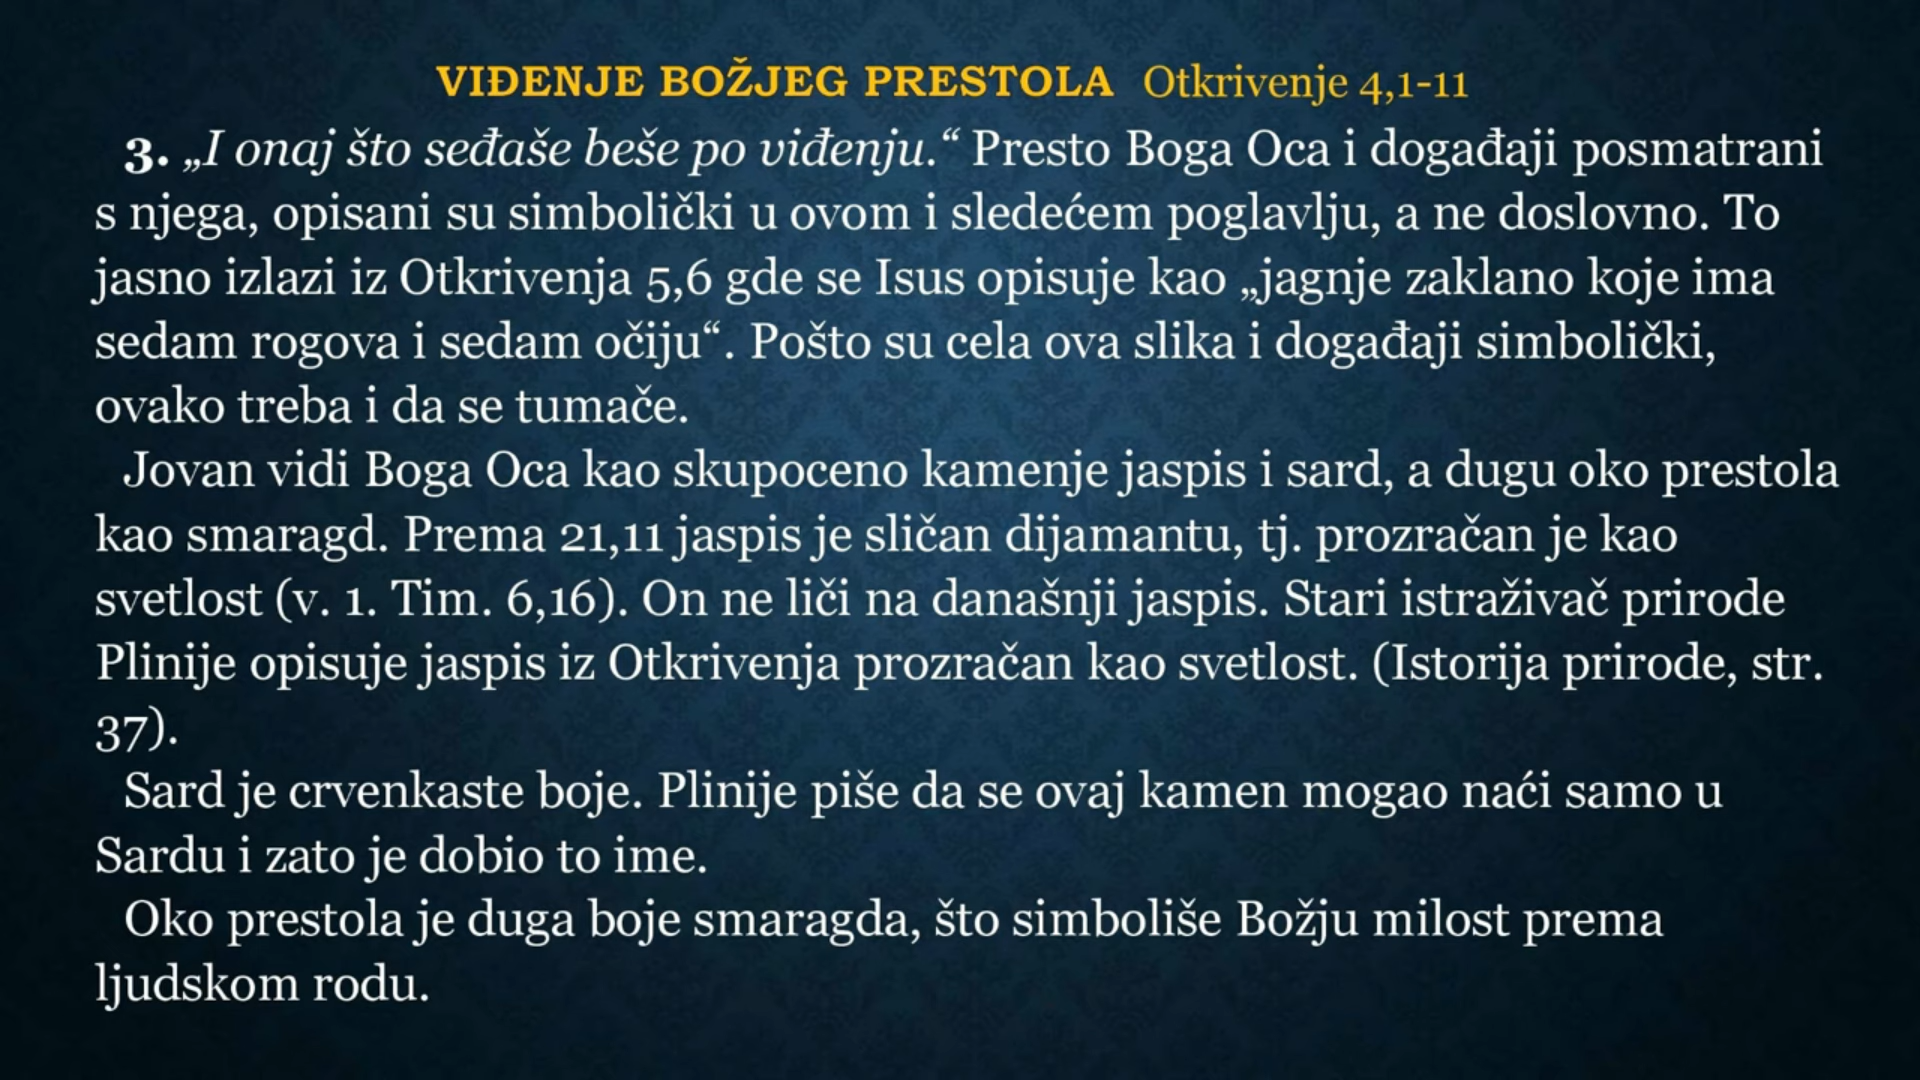 VIĐENJE BOŽJEG PRESTOLA Otkrivenje 4,1-11
3. „I onaj što seđaše beše po viđenju.“ Presto Boga Oca i događaji posmatrani
s njega, opisani su simbolički u ovom i sledećem poglavlju, a ne doslovno. To
jasno izlazi iz Otkrivenja 5,6 gde se Isus opisuje kao „jagnje zaklano koje ima
sedam rogova i sedam očiju“. Pošto su cela ova slika i događaji simbolički,
ovako treba i da se tumače.
Jovan vidi Boga Oca kao skupoceno kamenje jaspis i sard, a dugu oko prestola
kao smaragd. Prema 21,11 jaspis je sličan dijamantu, tj. prozračan je kao
svetlost (v. 1. Tim. 6,16). On ne liči na današnji jaspis. Stari istraživač prirode
Plinije opisuje jaspis iz Otkrivenja prozračan kao svetlost. (Istorija prirode, str.
37).
Sard je crvenkaste boje. Plinije piše da se ovaj kamen mogao naći samo u
Sardu i zato je dobio to ime.
Oko prestola je duga boje smaragda, što simboliše Božju milost prema
ljudskom rodu.